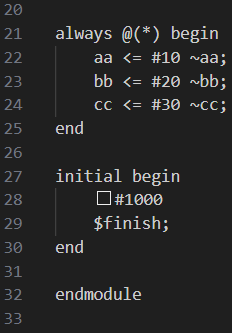 20
21 always @(*) begin
22 aa <= #10 ~aa;
23 bb <= #20 ~bb;
24 cc <= #30 ~cc;
25 end
26
27 initial begin
28 □#1000
29 $finish;
30 end
31
32 endmodule
33